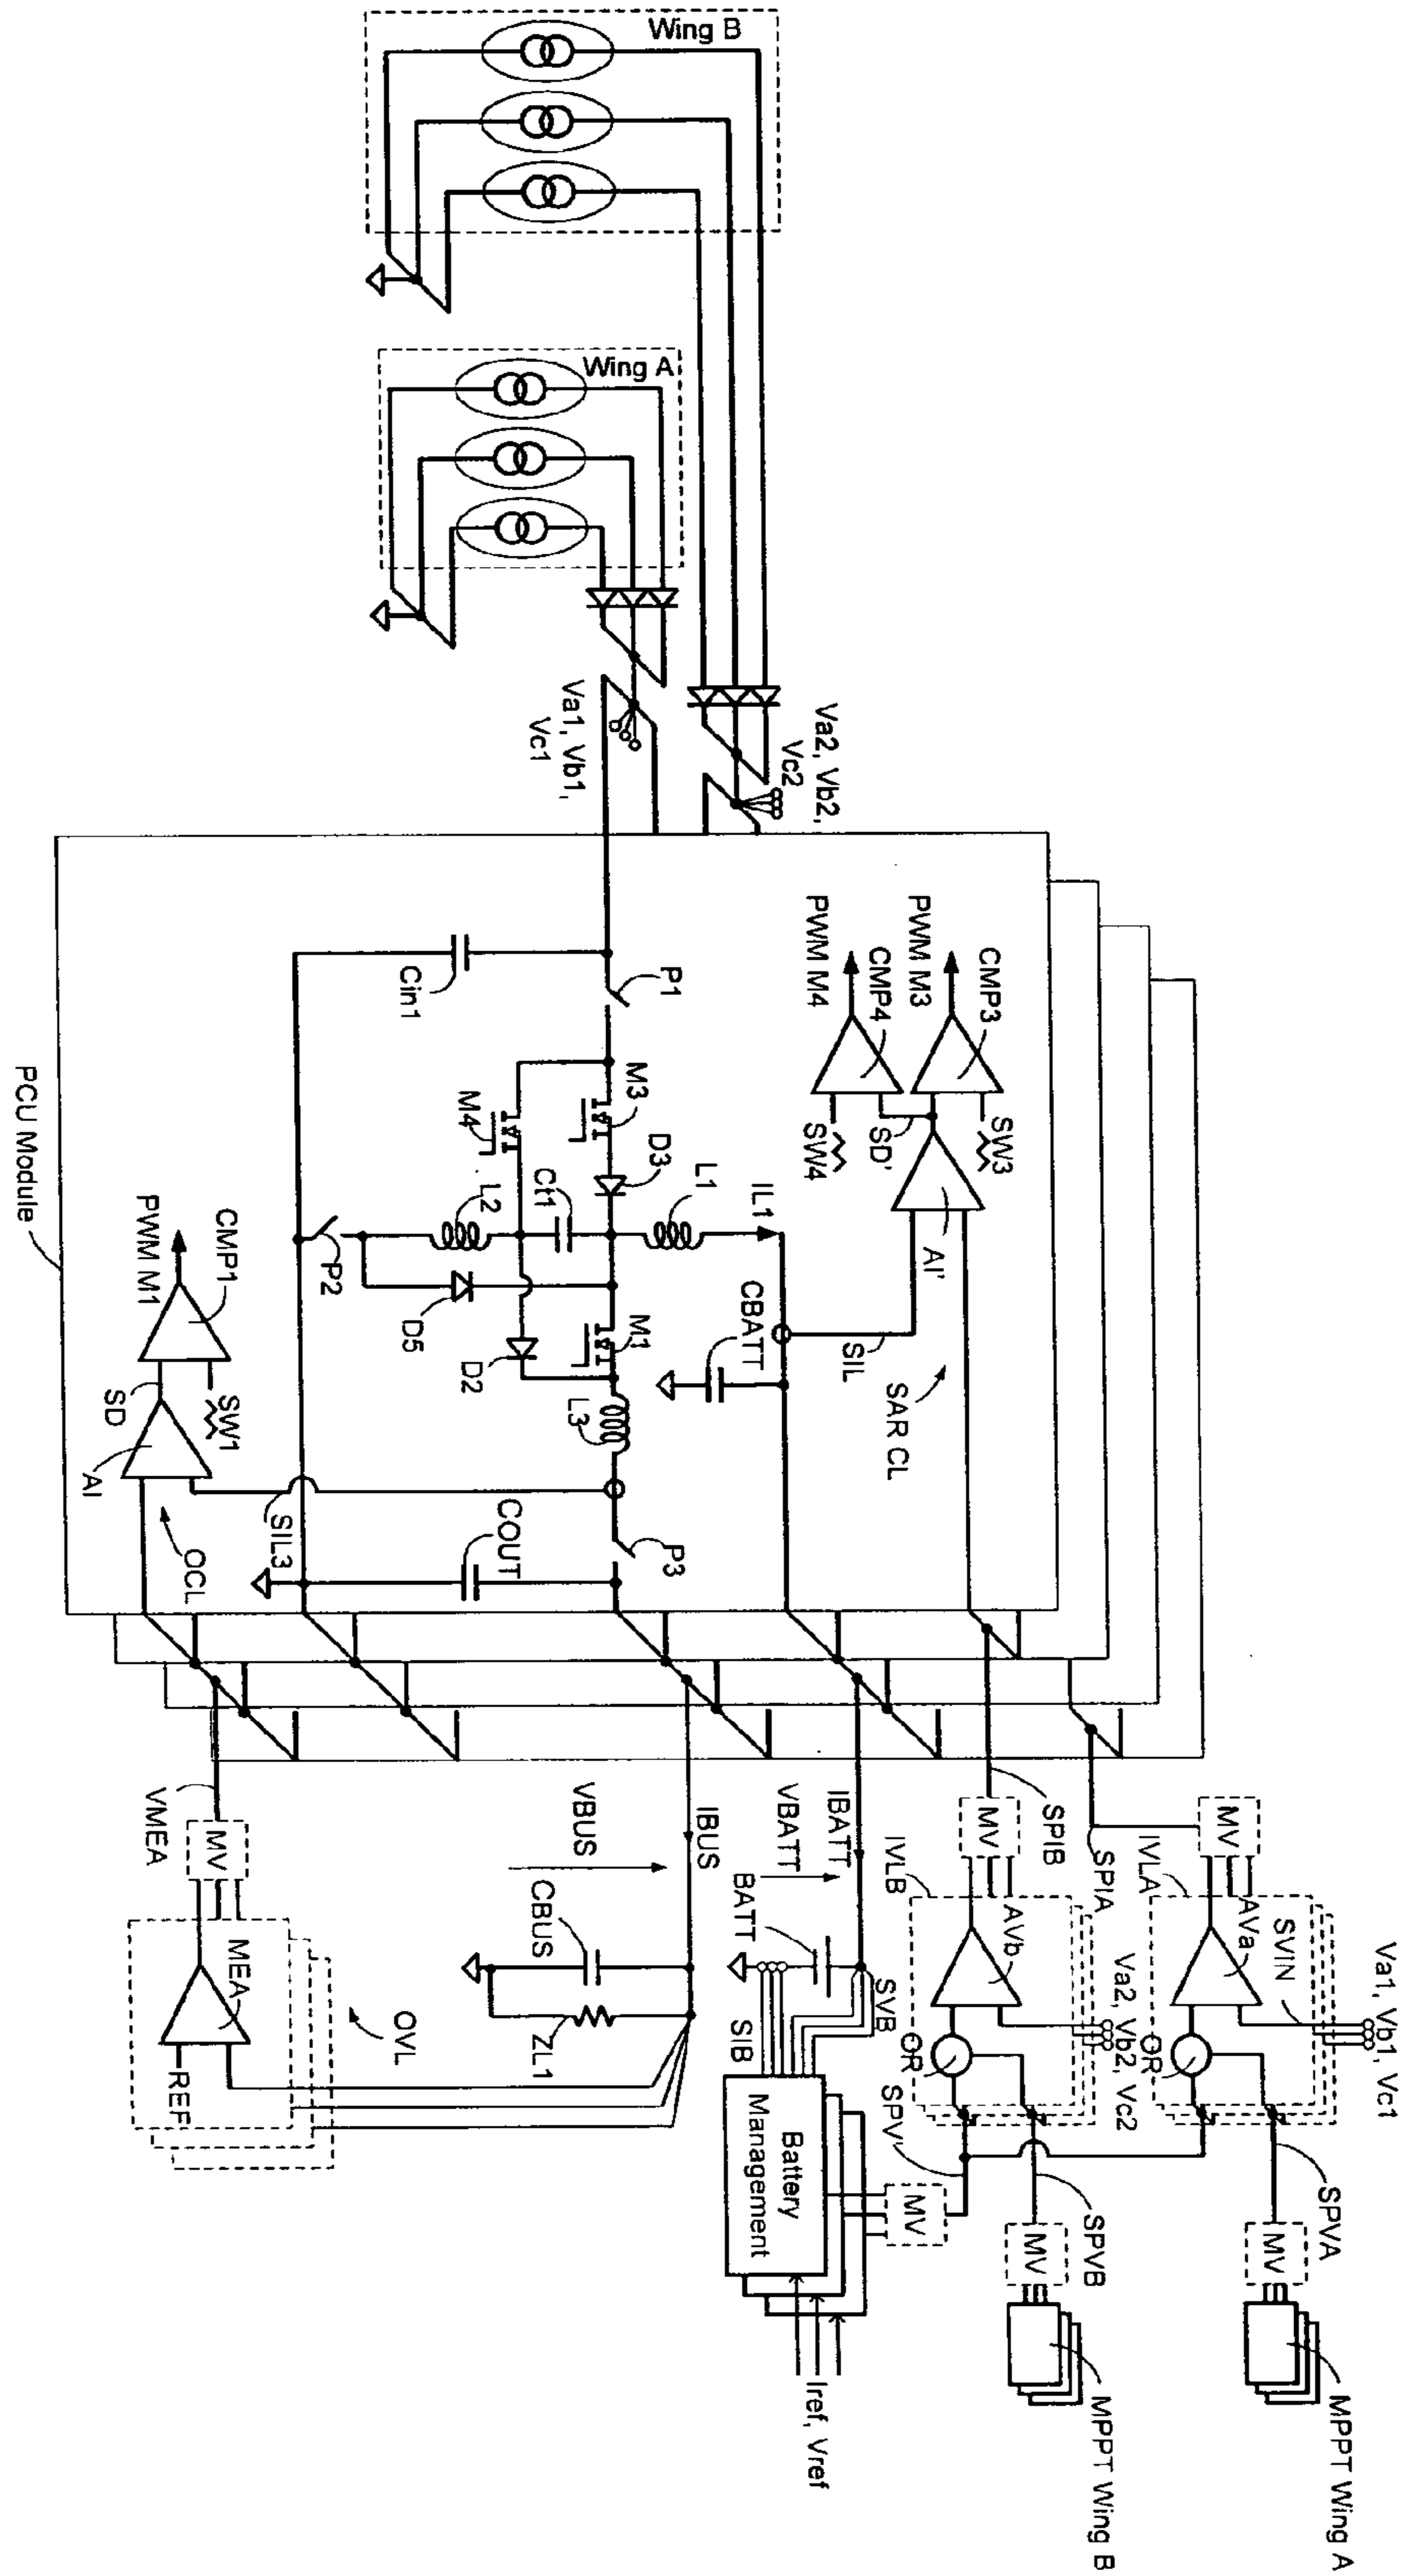 Wing B
Wing A
Va1, Vb1,
Vc1
Va2, Vb2,
Vc2
PCU Module
PWM M4
CMP4
PWM M3
CMP3
SW4
SD'
SW3
AI'
SIL
SAR CL
Cin1
P1
M3
M4
D3
Ct1
L1
IL1
L2
P2
D5
D2
M1
CBATT
L3
PWM M1
CMP1
SD
SW1
AI
SIL3
OCL
COUT
P3
VMEA
MV
MEA
REF
OVL
VBUS
IBUS
CBUS
ZL1
VBATT
IBATT
BATT
SVB
SIB
Battery
Management
Iref, Vref
MV
SPV
MV
SPIB
SPIA
IVLB
AVb
OR
Va2, Vb2, Vc2
MV
IVLA
AVa
SVIN
OR
Va1, Vb1, Vc1
SPVB
MV
MPPT Wing B
SPVA
MV
MPPT Wing A